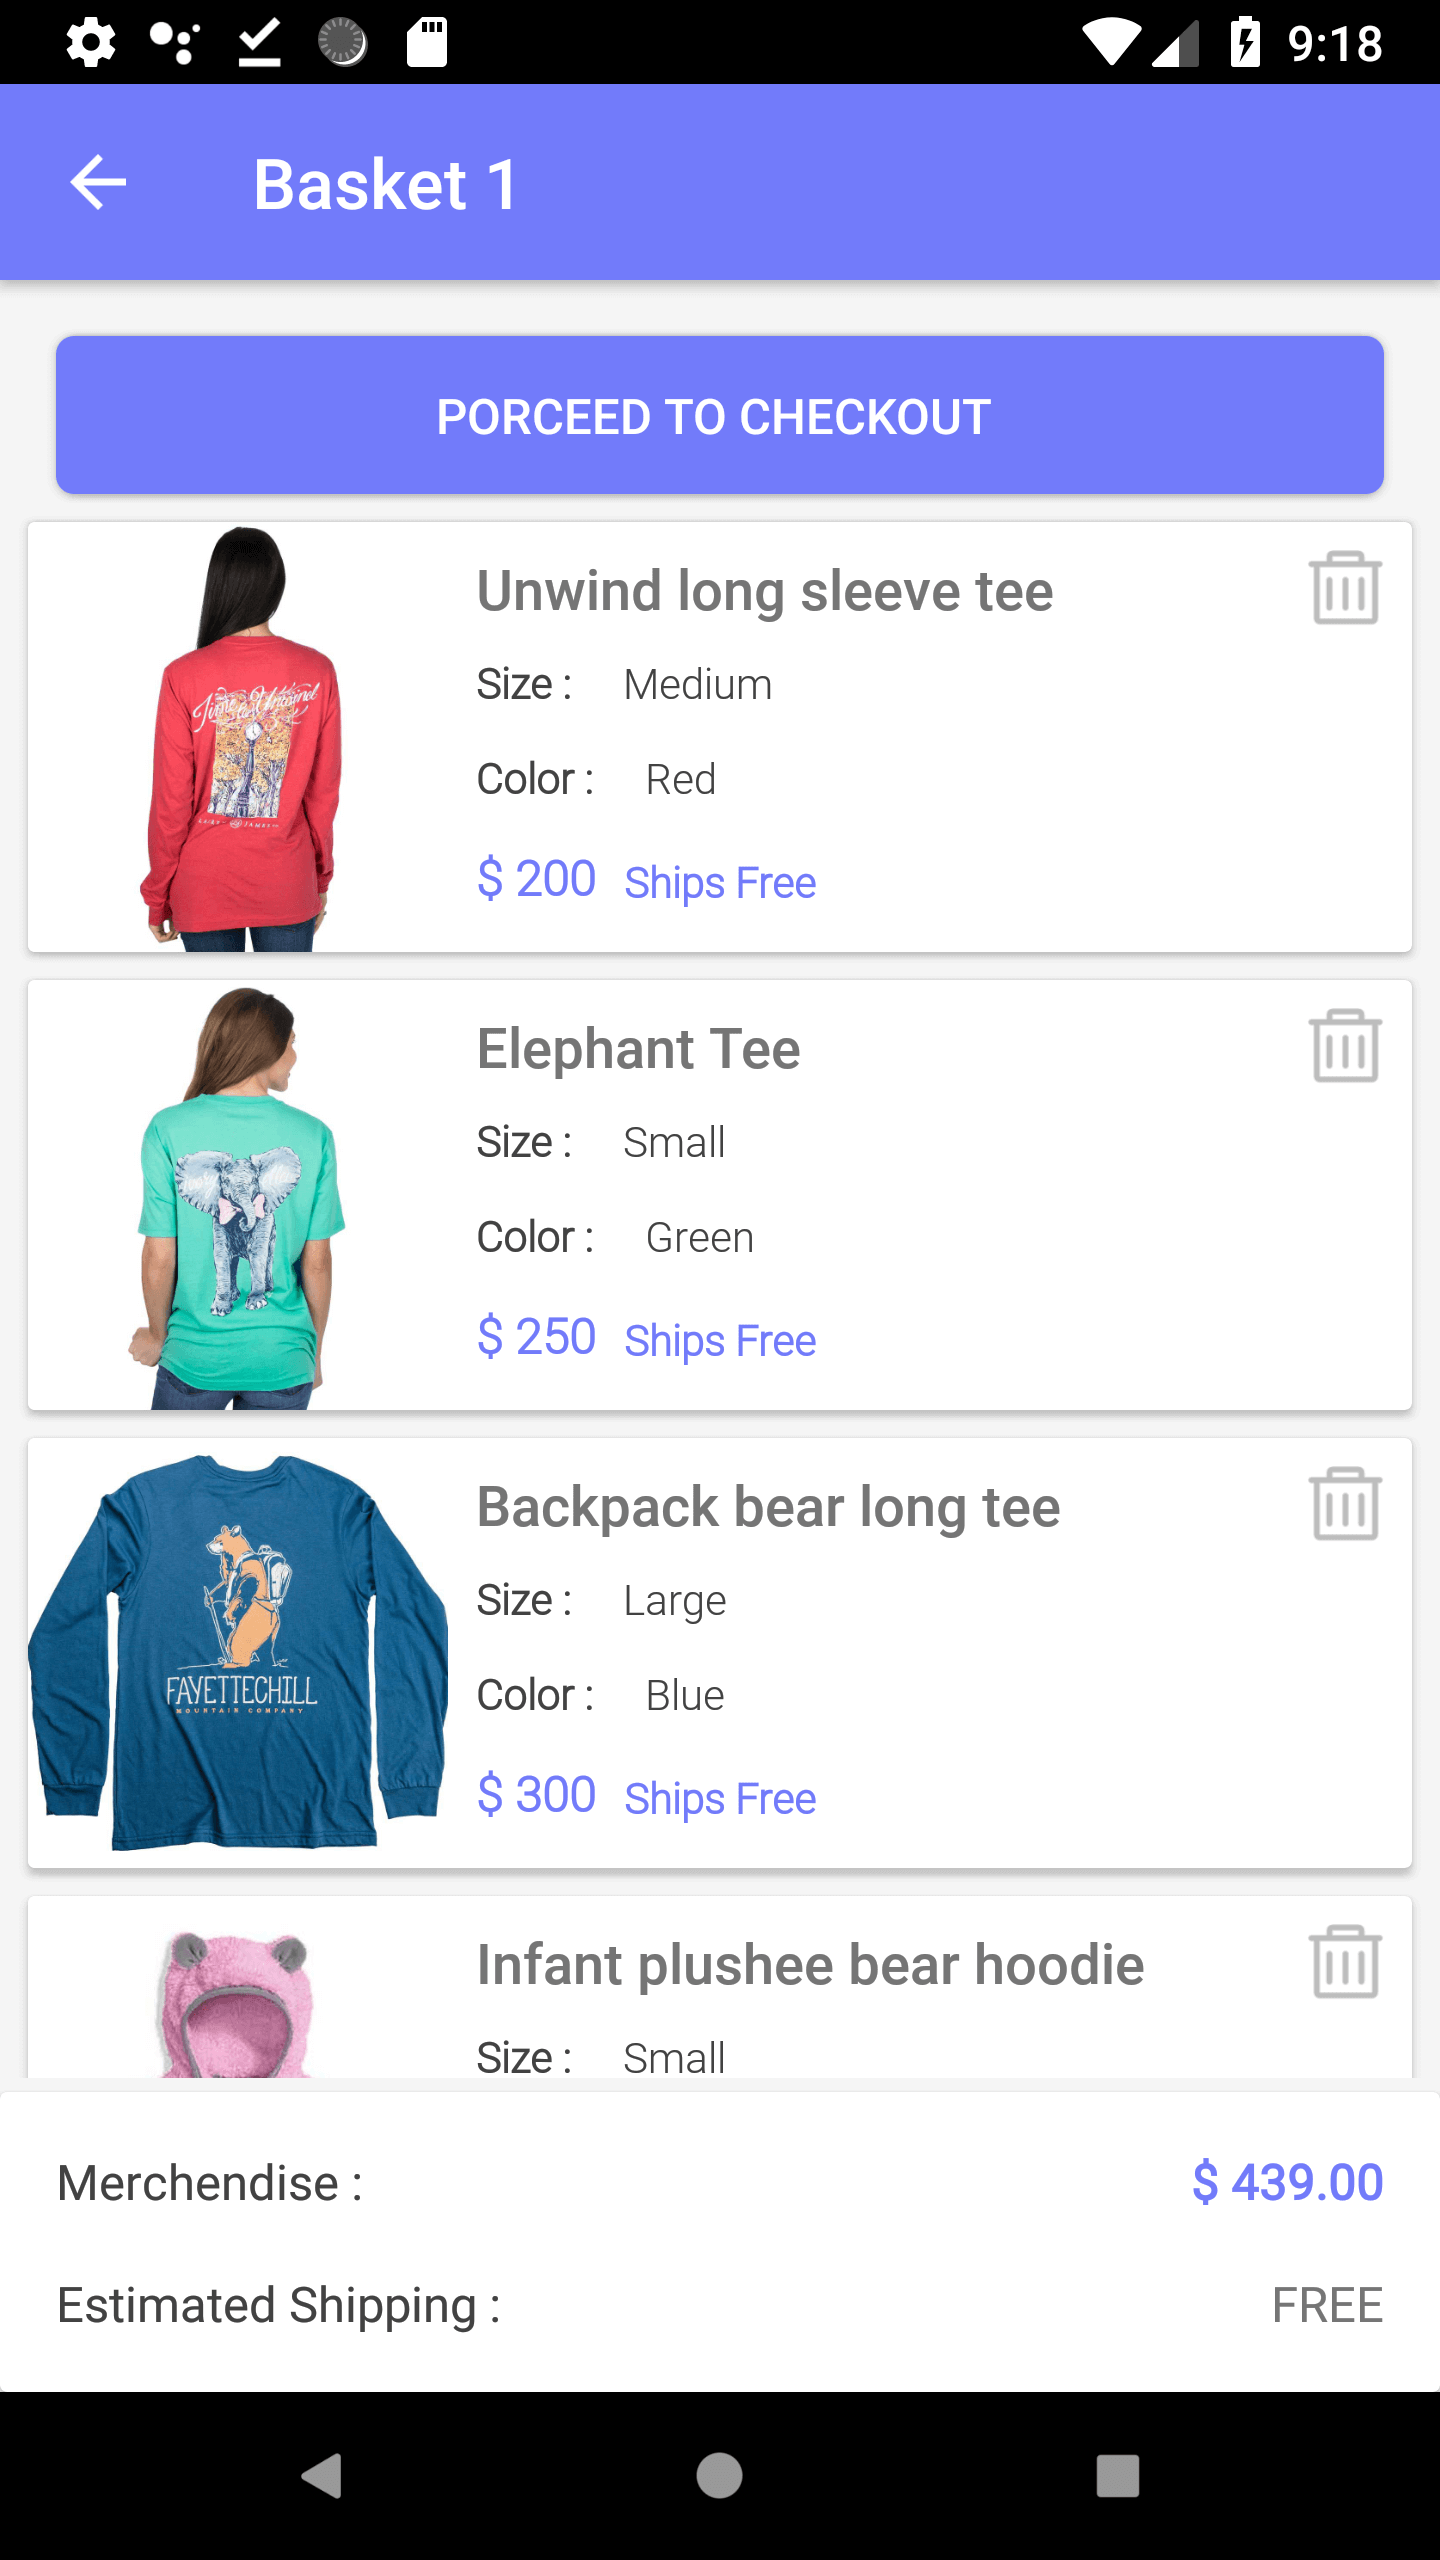 9:18
Basket 1
PORCEED TO CHECKOUT
Unwind long sleeve tee
Size : Medium
Color : Red
$ 200 Ships Free
Elephant Tee
Size : Small
Color : Green
$ 250 Ships Free
Backpack bear long tee
Size : Large
Color : Blue
$ 300 Ships Free
FAYETTECHILL
MOUNTAIN COMPANY
Infant plushee bear hoodie
Size : Small
Merchendise : $ 439.00
Estimated Shipping : FREE